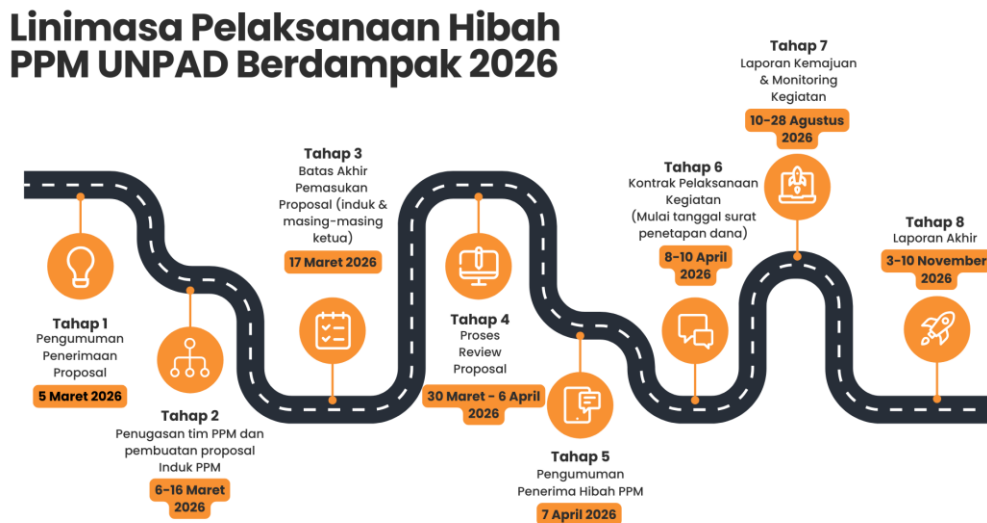 Linimasa Pelaksanaan Hibah
PPM UNPAD Berdampak 2026
Tahap 1
Pengumuman
Penerimaan
Proposal
5 Maret 2026
Tahap 2
Penugasan tim PPM dan
pembuatan proposal
Induk PPM
6-16 Maret
2026
Tahap 3
Batas Akhir
Pemasukan
Proposal (induk &
masing-masing
ketua)
17 Maret 2026
Tahap 4
Proses
Review
Proposal
30 Maret - 6 April
2026
Tahap 5
Pengumuman
Penerima Hibah PPM
7 April 2026
Tahap 6
Kontrak Pelaksanaan
Kegiatan
(Mulai tanggal surat
penetapan dana)
8-10 April
2026
Tahap 7
Laporan Kemajuan
& Monitoring
Kegiatan
10-28 Agustus
2026
Tahap 8
Laporan Akhir
3-10 November
2026